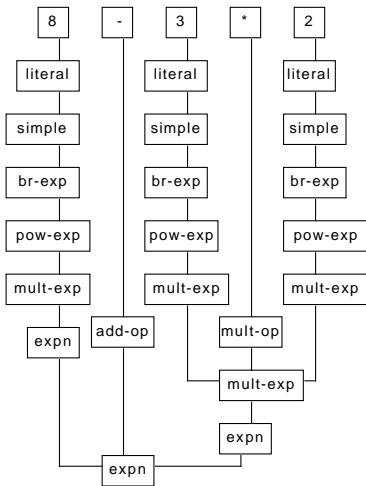 8 - 3 * 2
literal literal literal
simple simple simple
br-exp br-exp br-exp
pow-exp pow-exp pow-exp
mult-exp mult-exp mult-exp
expn add-op mult-op
mult-exp
expn
expn